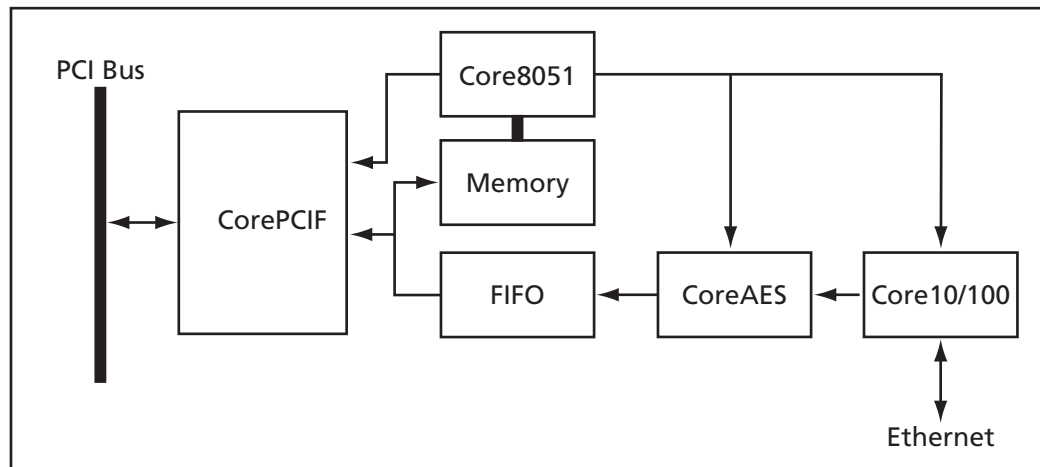 PCI Bus
Core8051
Memory
CorePCIF
FIFO
CoreAES
Core10/100
Ethernet